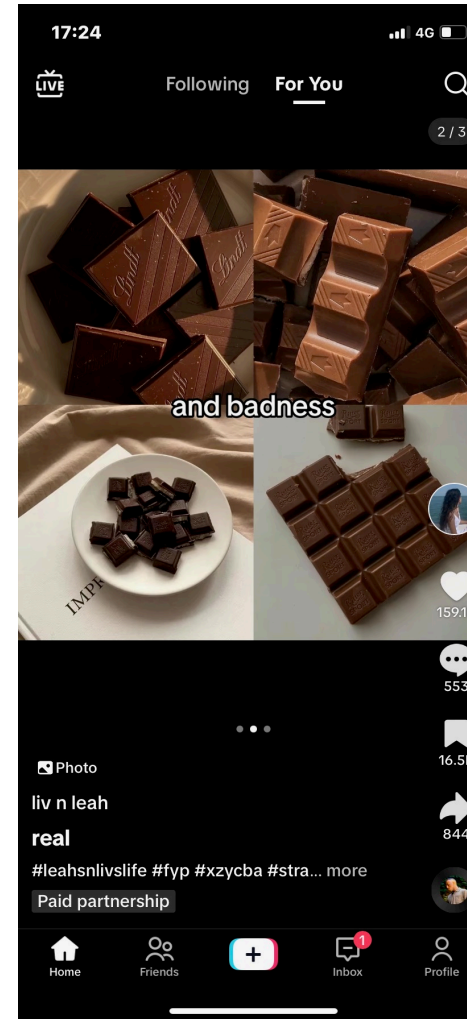 17:24
4G
LIVE
Following
For You
2 / 3
Lindt
Lindt
Lindt
and badness
IMPR
159.1
553
16.5
844
Photo
liv n leah
real
#leahsnlivslife #fyp #xzycba #stra... more
Paid partnership
1
Home
Friends
Inbox
Profile